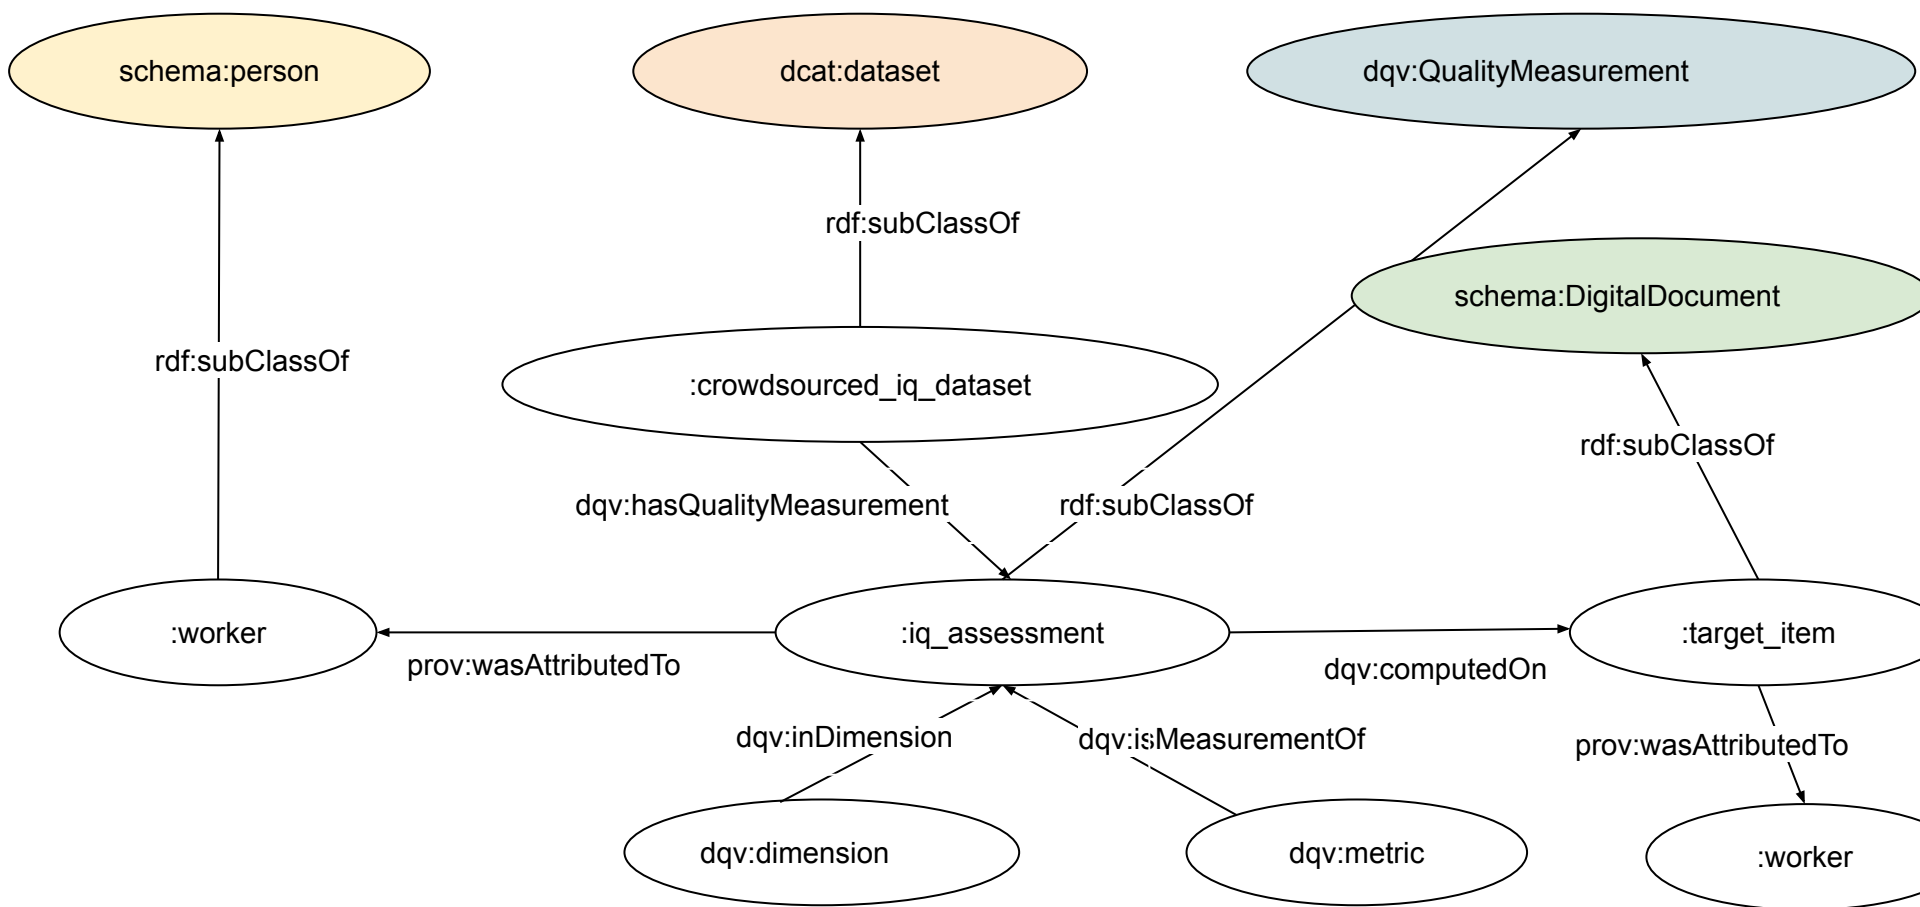 schema:person
dcat:dataset
dqv:QualityMeasurement
rdf:subClassOf
schema:DigitalDocument
rdf:subClassOf
:crowdsourced_iq_dataset
rdf:subClassOf
dqv:hasQualityMeasurement
rdf:subClassOf
:worker
:iq_assessment
:target_item
prov:wasAttributedTo
dqv:computedOn
dqv:inDimension
dqv:isMeasurementOf
prov:wasAttributedTo
dqv:dimension
dqv:metric
:worker